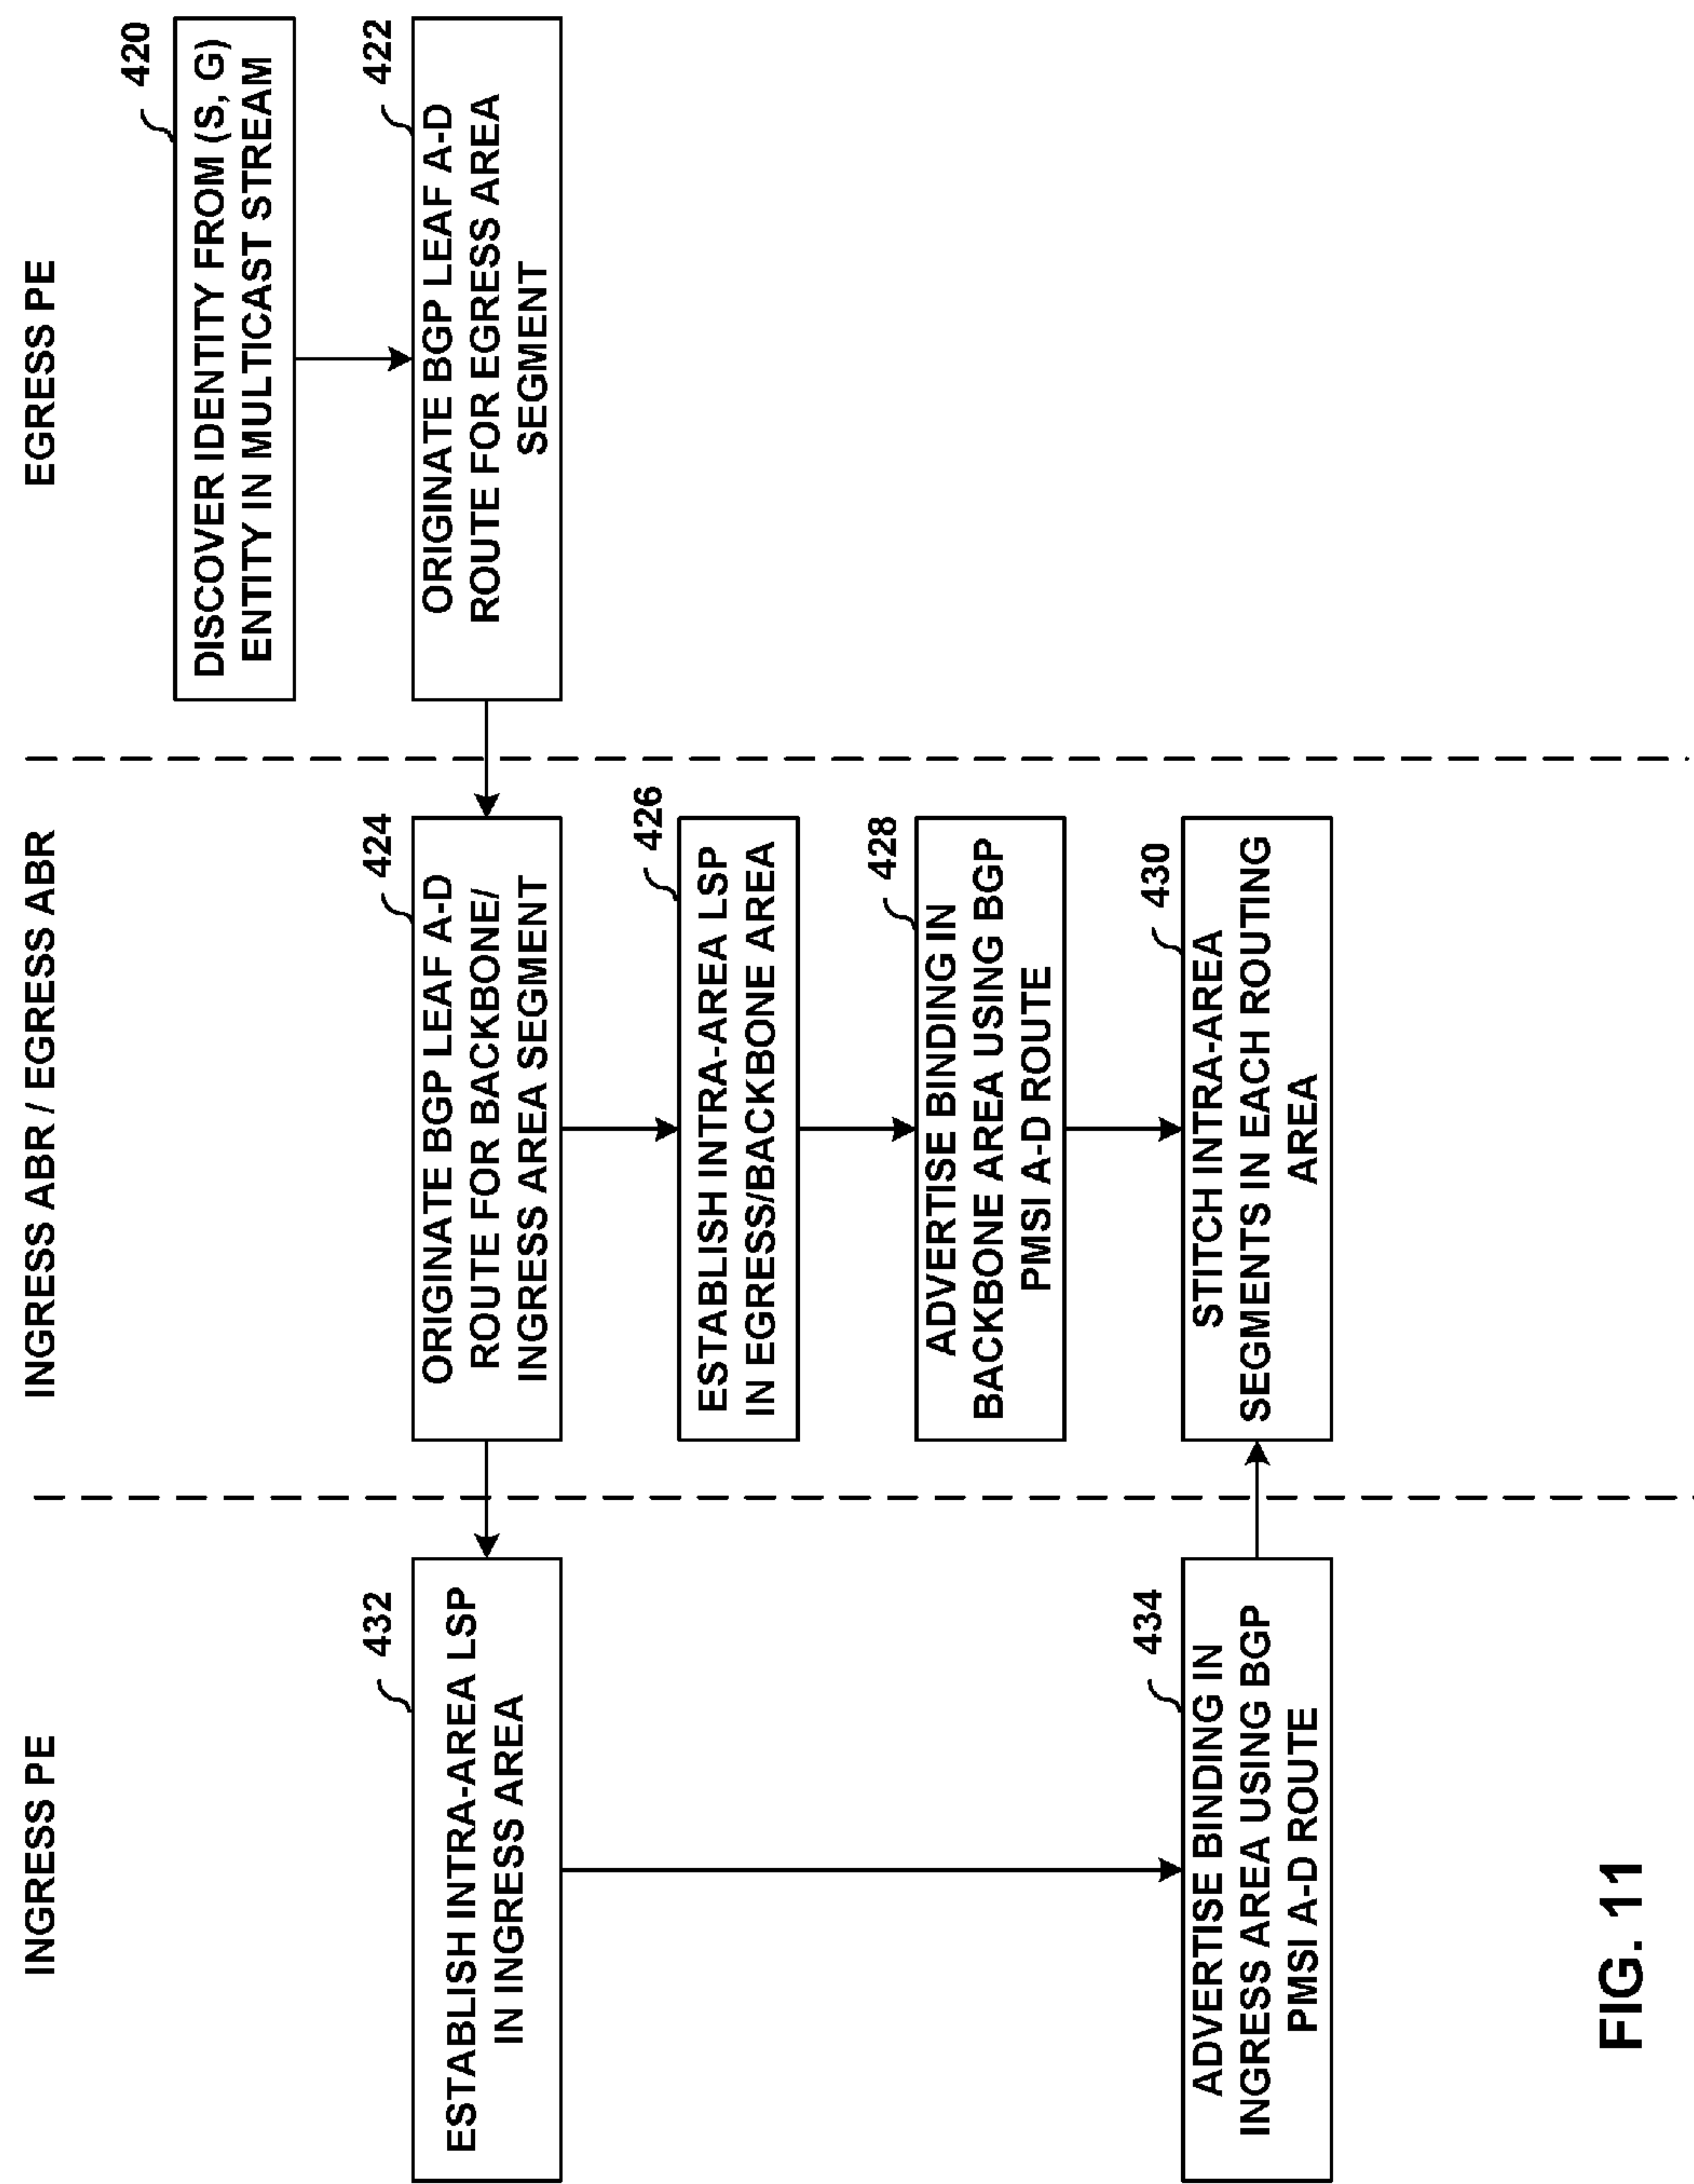 INGRESS PE
INGRESS ABR / EGRESS ABR
EGRESS PE
420
DISCOVER IDENTITY FROM (S, G)
ENTITY IN MULTICAST STREAM
422
ORIGINATE BGP LEAF A-D
ROUTE FOR EGRESS AREA
SEGMENT
424
ORIGINATE BGP LEAF A-D
ROUTE FOR BACKBONE/
INGRESS AREA SEGMENT
426
ESTABLISH INTRA-AREA LSP
IN EGRESS/BACKBONE AREA
428
ADVERTISE BINDING IN
BACKBONE AREA USING BGP
PMSI A-D ROUTE
430
STITCH INTRA-AREA
SEGMENTS IN EACH ROUTING
AREA
432
ESTABLISH INTRA-AREA LSP
IN INGRESS AREA
434
ADVERTISE BINDING IN
INGRESS AREA USING BGP
PMSI A-D ROUTE
FIG. 11